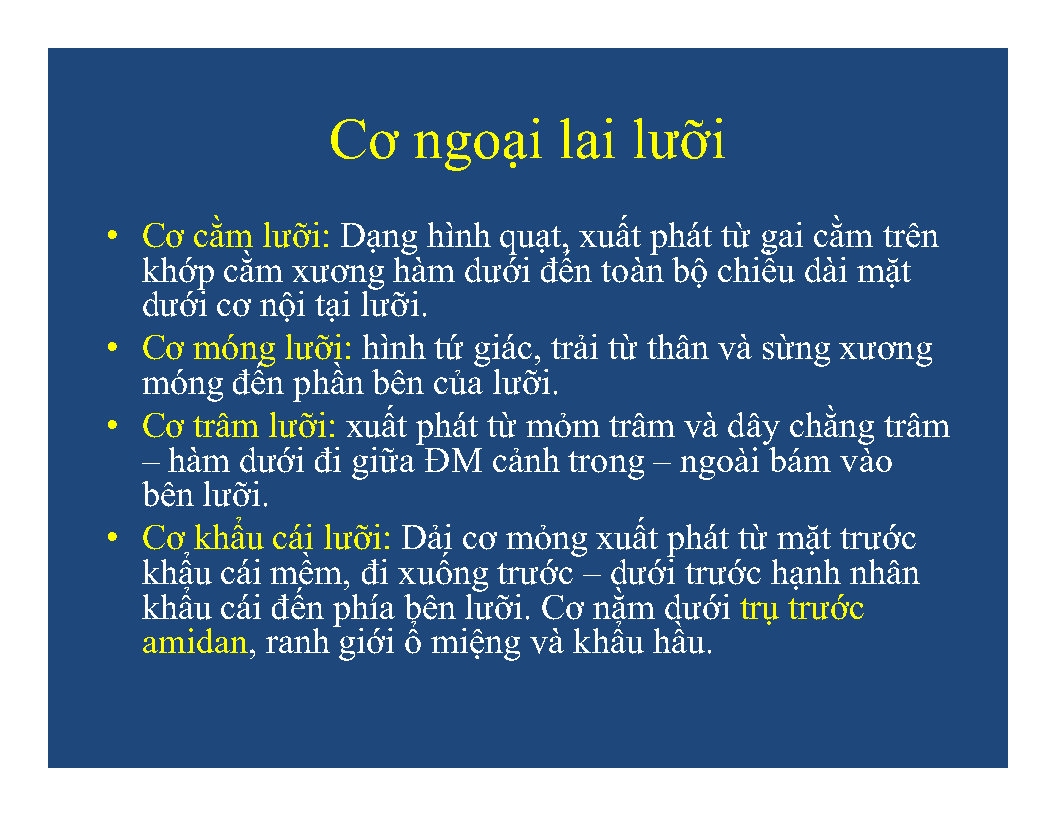 Cơ ngoại lai lưỡi
• Cơ cằm lưỡi: Dạng hình quạt, xuất phát từ gai cằm trên
khớp cằm xương hàm dưới đến toàn bộ chiều dài mặt
dưới cơ nội tại lưỡi.
• Cơ móng lưỡi: hình tứ giác, trải từ thân và sừng xương
móng đến phần bên của lưỡi.
• Cơ trâm lưỡi: xuất phát từ mỏm trâm và dây chằng trâm
– hàm dưới đi giữa ĐM cảnh trong – ngoài bám vào
bên lưỡi.
• Cơ khẩu cái lưỡi: Dải cơ mỏng xuất phát từ mặt trước
khẩu cái mềm, đi xuống trước – dưới trước hạnh nhân
khẩu cái đến phía bên lưỡi. Cơ nằm dưới trụ trước
amidan, ranh giới ổ miệng và khẩu hầu.